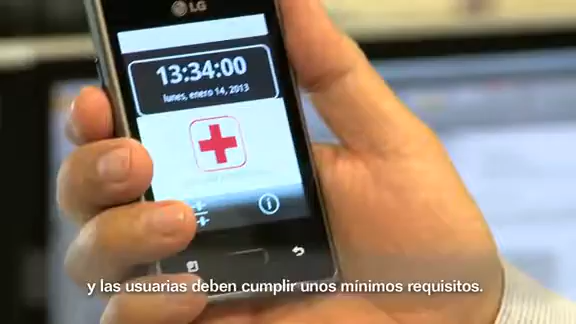 LG
13:34:00
lunes, enero 14, 2013
y las usuarias deben cumplir unos mínimos requisitos.